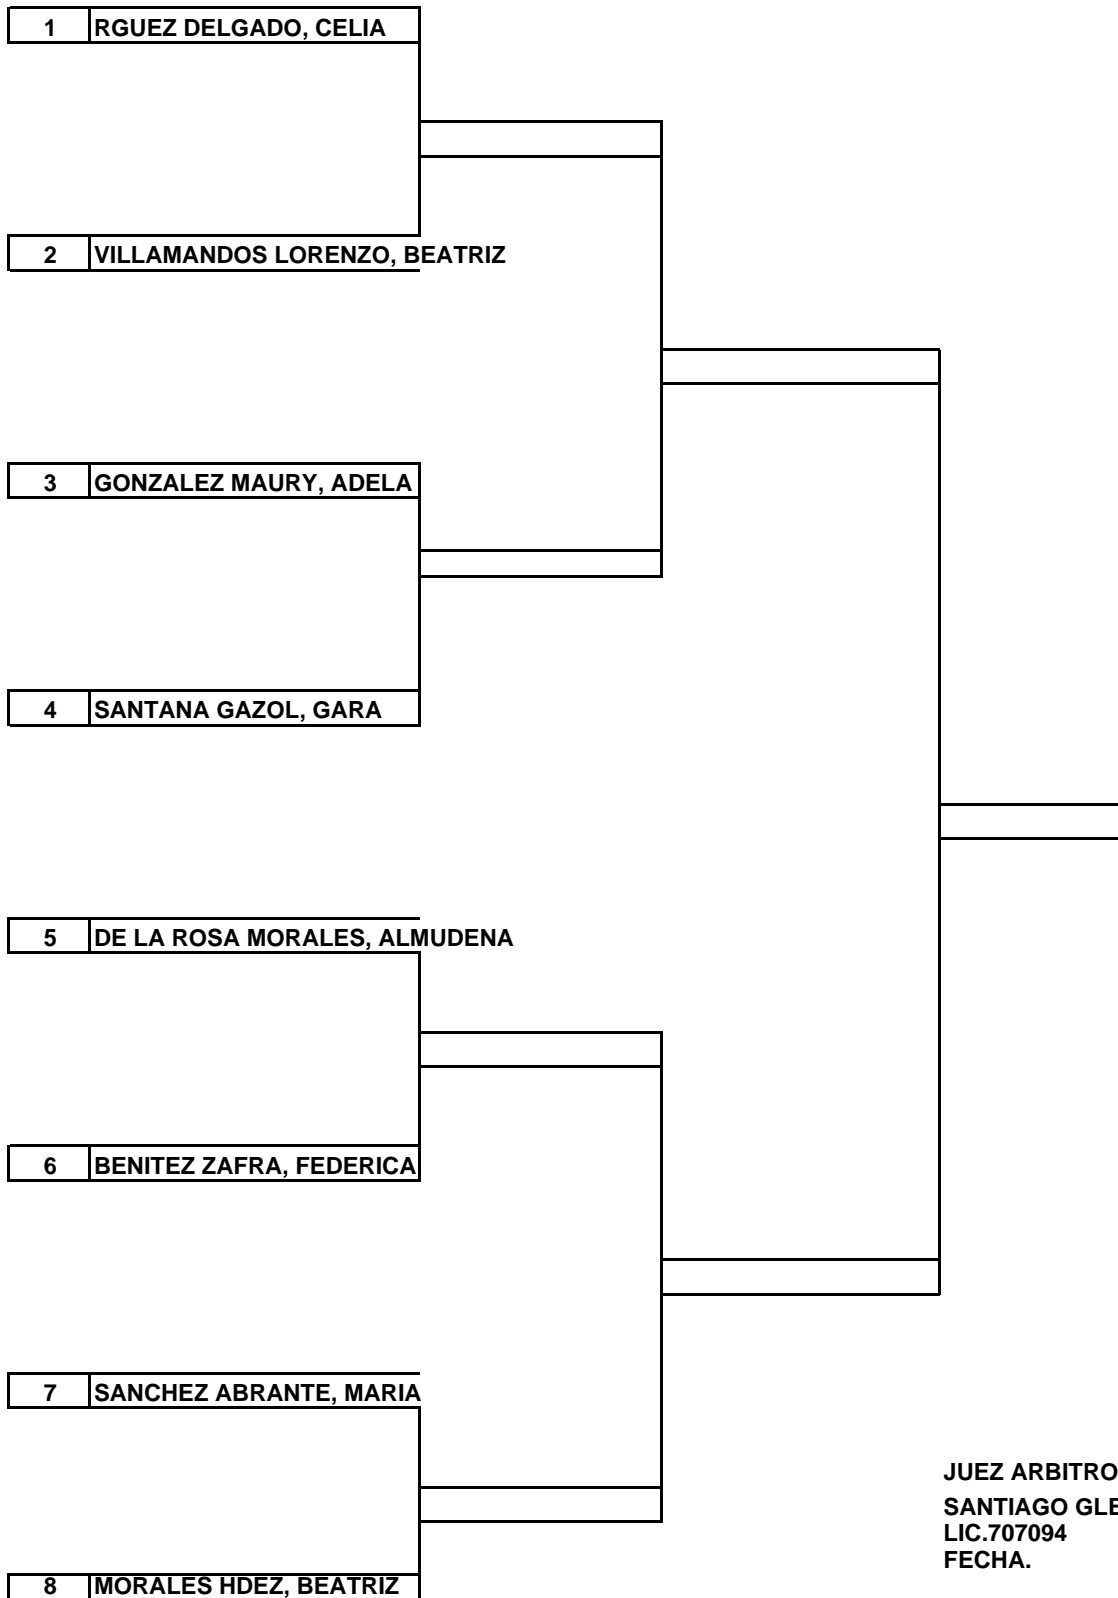 1 RGUEZ DELGADO, CELIA
2 VILLAMANDOS LORENZO, BEATRIZ
3 GONZALEZ MAURY, ADELA
4 SANTANA GAZOL, GARA
5 DE LA ROSA MORALES, ALMUDENA
6 BENITEZ ZAFRA, FEDERICA
7 SANCHEZ ABRANTE, MARIA
JUEZ ARBITRO
SANTIAGO
LIC.707094
FECHA.
8 MORALES HDEZ, BEATRIZ